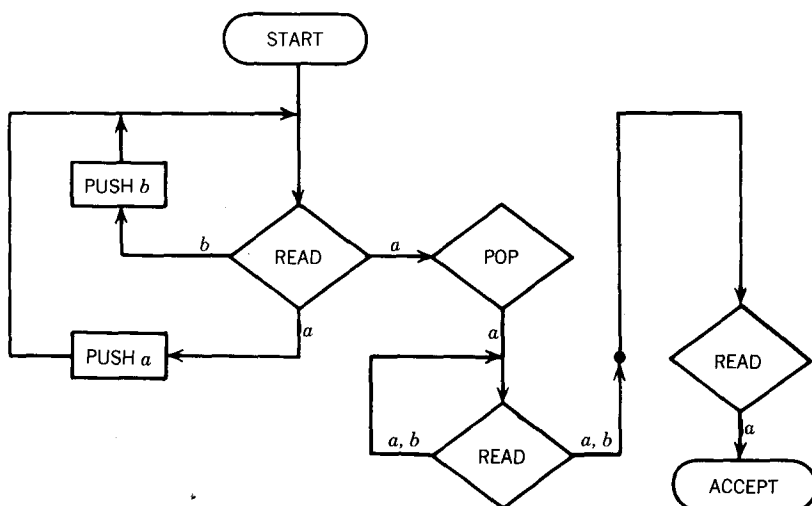 START
PUSH b
b
READ
a
POP
a
PUSH a
a
READ
a, b
READ
a, b
a
ACCEPT